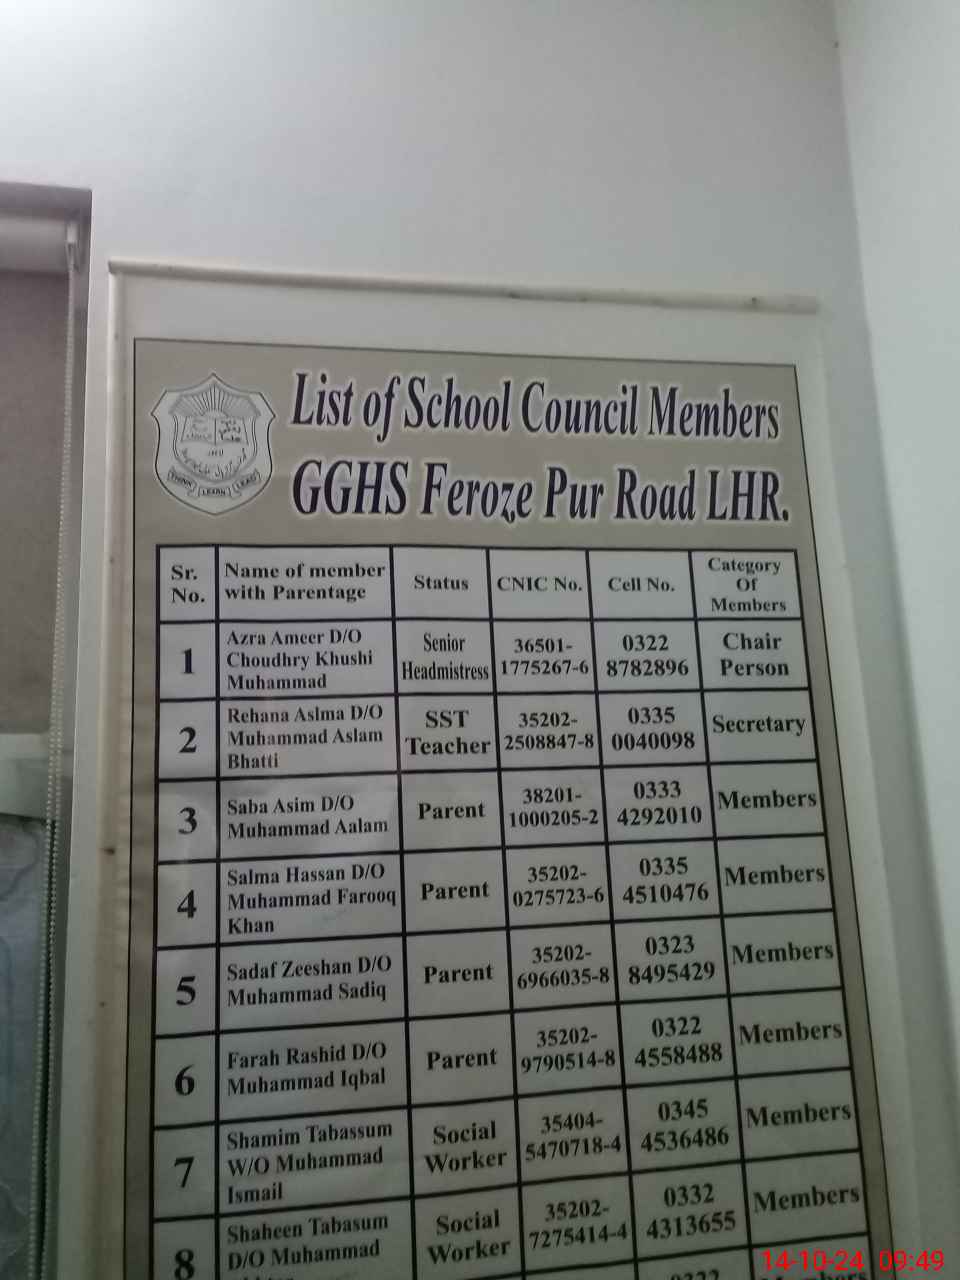 List of School Council Members
GGHS Feroze Pur Road LHR.
THINK LEARN LEAD
Sr. No. Name of member with Parentage Status CNIC No. Cell No. Category Of Members
1 Azra Ameer D/O Choudhry Khushi Muhammad Senior Headmistress 36501-1775267-6 0322 8782896 Chair Person
2 Rehana Aslma D/O Muhammad Aslam Bhatti SST Teacher 35202-2508847-8 0335 0040098 Secretary
3 Saba Asim D/O Muhammad Aalam Parent 38201-1000205-2 0333 4292010 Members
4 Salma Hassan D/O Muhammad Farooq Khan Parent 35202-0275723-6 0335 4510476 Members
5 Sadaf Zeeshan D/O Muhammad Sadiq Parent 35202-6966035-8 0323 8495429 Members
6 Farah Rashid D/O Muhammad Iqbal Parent 35202-9790514-8 0322 4558488 Members
7 Shamim Tabassum W/O Muhammad Ismail Social Worker 35404-5470718-4 0345 4536486 Members
8 Shaheen Tabasum D/O Muhammad Social Worker 35202-7275414-4 0332 4313655 Members
14-10-24 09:49